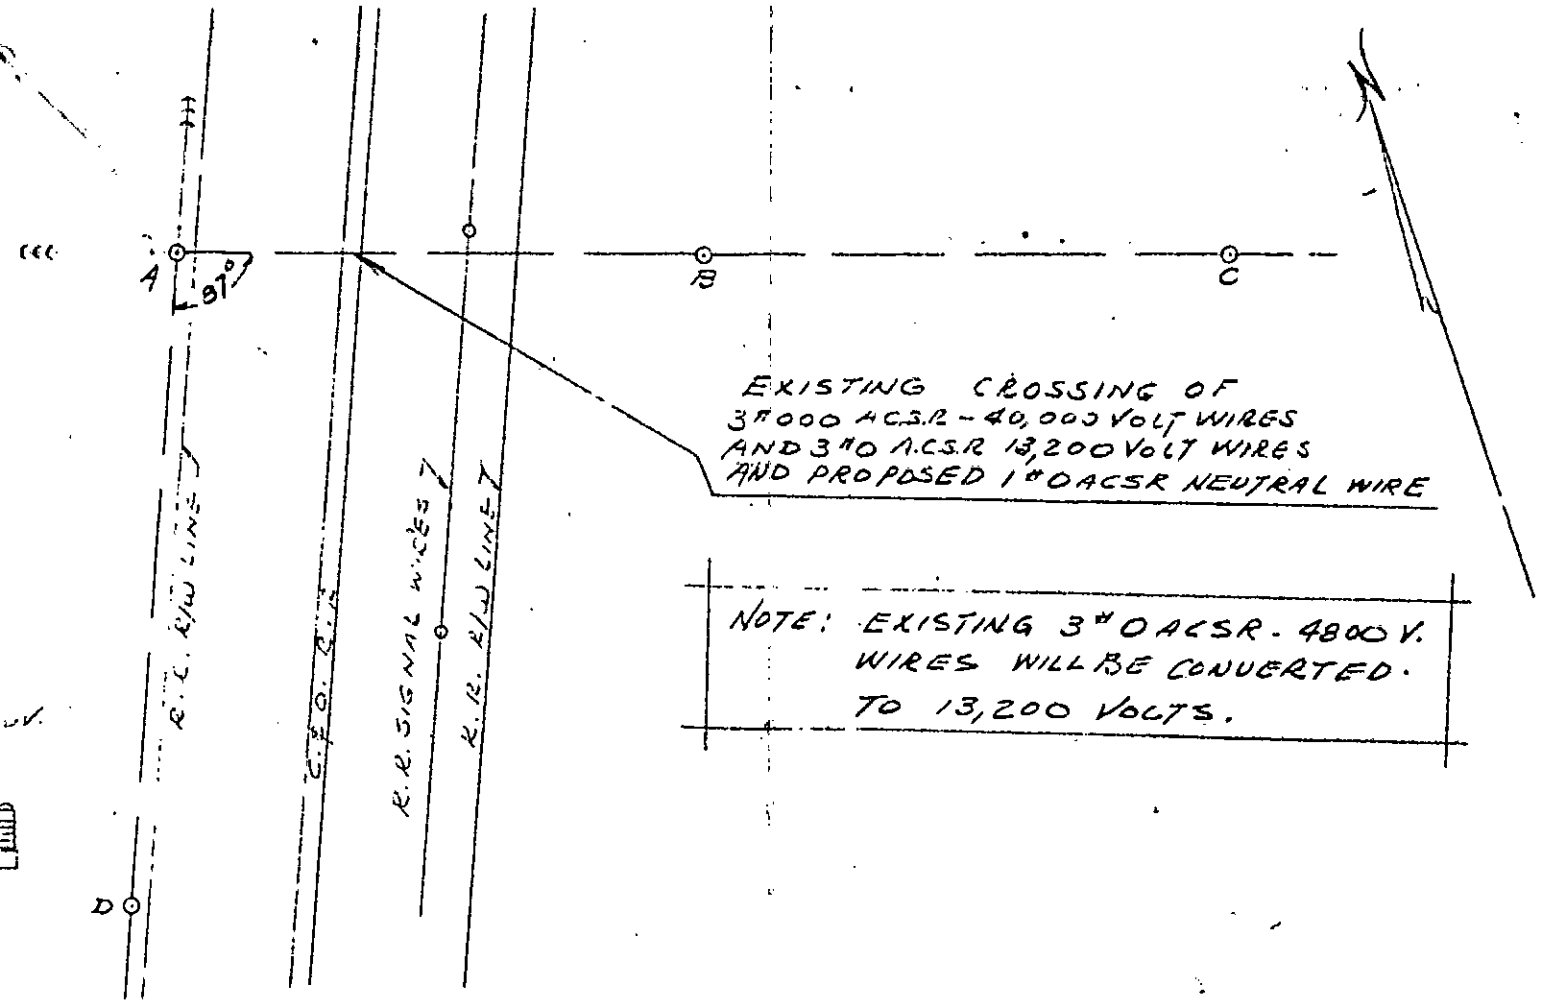 N
A
87°
B
C
EXISTING CROSSING OF
3#000 A.C.S.R - 40,000 VOLT WIRES
AND 3#0 A.C.S.R 13,200 VOLT WIRES
AND PROPOSED 1#0 ACSR NEUTRAL WIRE
R.R. R/W LINE
C.&O. R.R.
R.R. SIGNAL WIRES
R.R. R/W LINE
NOTE: EXISTING 3#0 ACSR - 4800 V.
WIRES WILL BE CONVERTED.
TO 13,200 VOLTS.
D